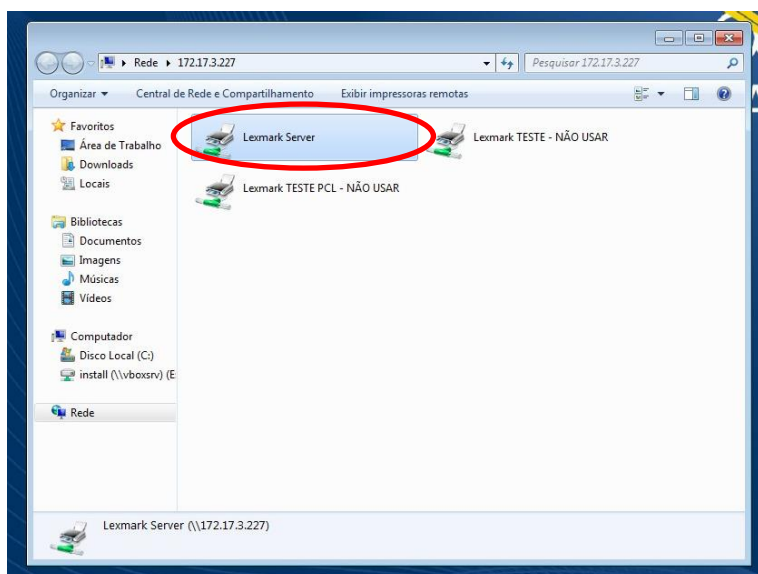 Rede ▸ 172.17.3.227
Pesquisar 172.17.3.227
Organizar ▾ Central de Rede e Compartilhamento Exibir impressoras remotas
Favoritos
Área de Trabalho
Downloads
Locais
Bibliotecas
Documentos
Imagens
Músicas
Vídeos
Computador
Disco Local (C:)
install (\\vboxsrv) (E
Rede
Lexmark Server
Lexmark TESTE - NÃO USAR
Lexmark TESTE PCL - NÃO USAR
Lexmark Server (\\172.17.3.227)